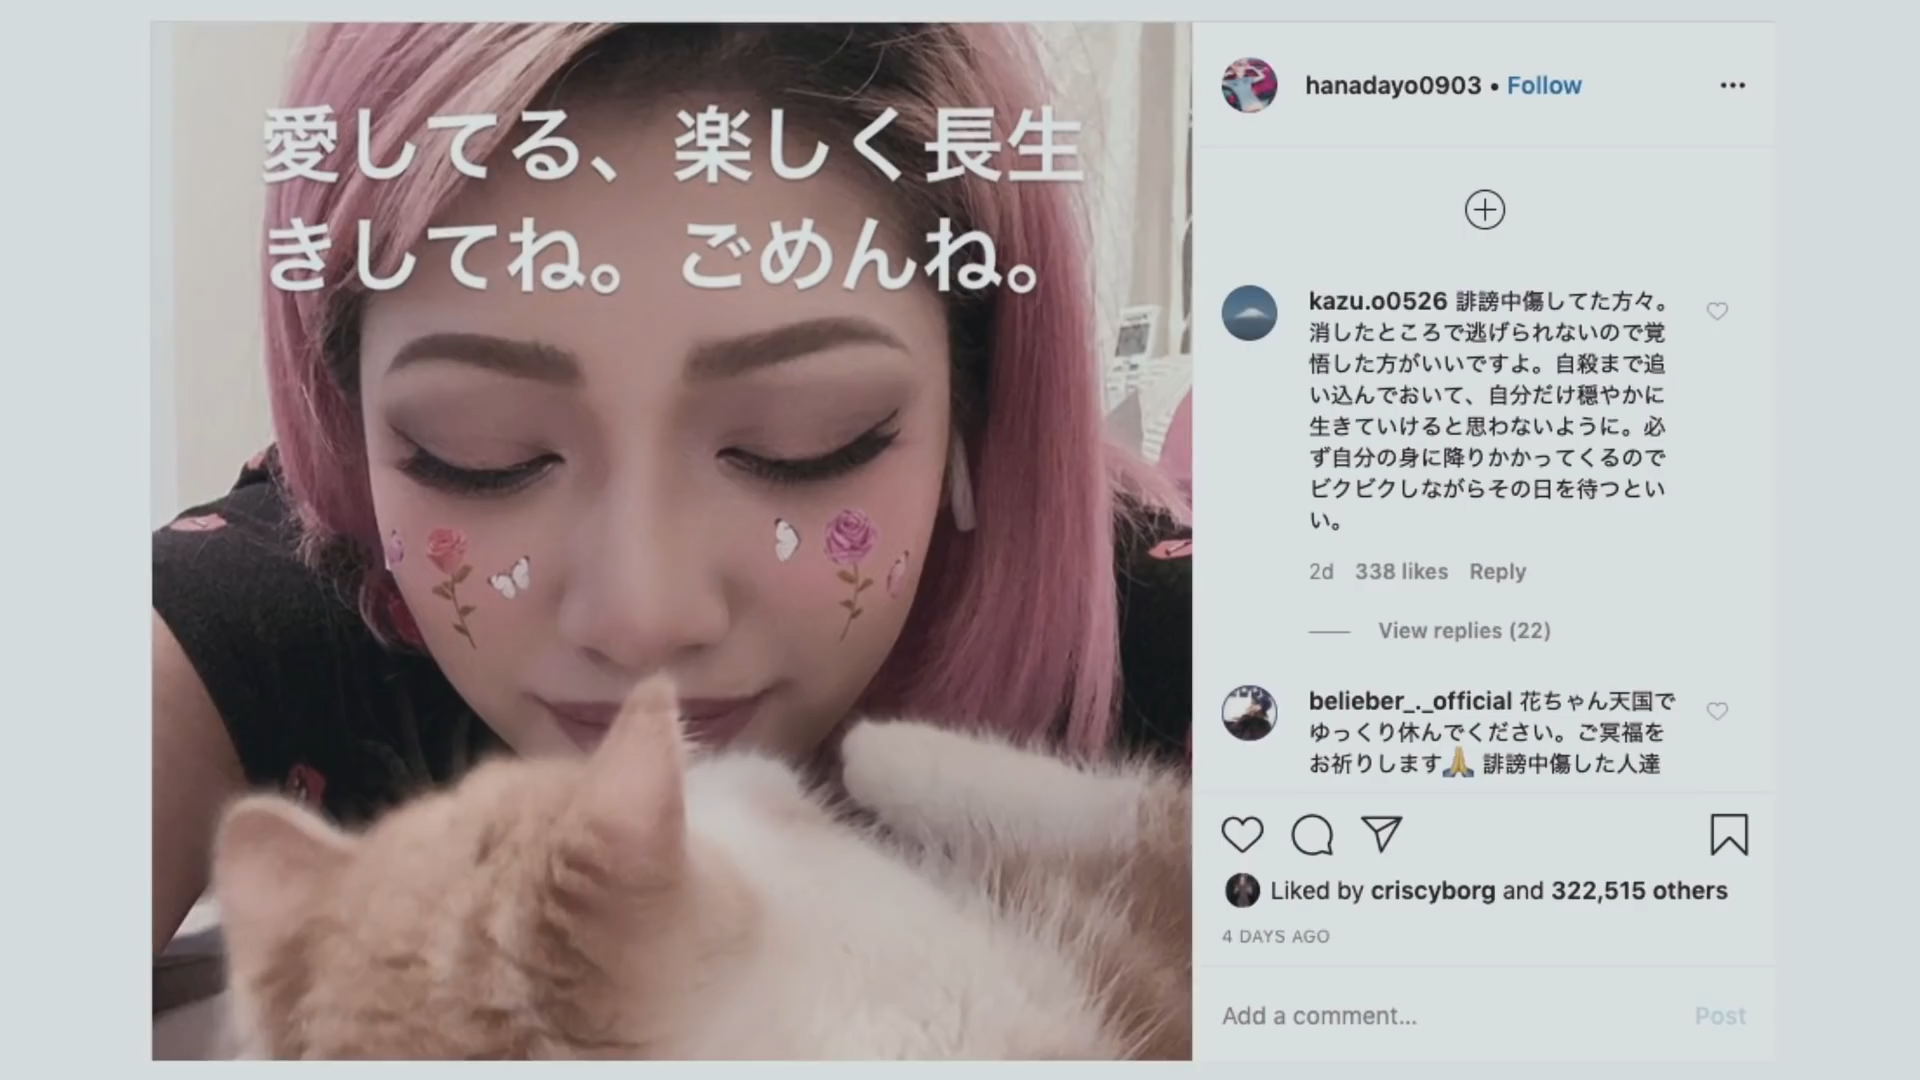 愛してる、楽しく長生
きしてね。ごめんね。
hanadayo0903 • Follow
kazu.o0526 誹謗中傷してた方々。
消したところで逃げられないので覚
悟した方がいいですよ。自殺まで追
い込んでおいて、自分だけ穏やかに
生きていけると思わないように。必
ず自分の身に降りかかってくるので
ビクビクしながらその日を待つとい
い。
2d 338 likes Reply
View replies (22)
belieber_._official 花ちゃん天国で
ゆっくり休んでください。ご冥福を
お祈りします🙏 誹謗中傷した人達
Liked by criscyborg and 322,515 others
4 DAYS AGO
Add a comment... Post